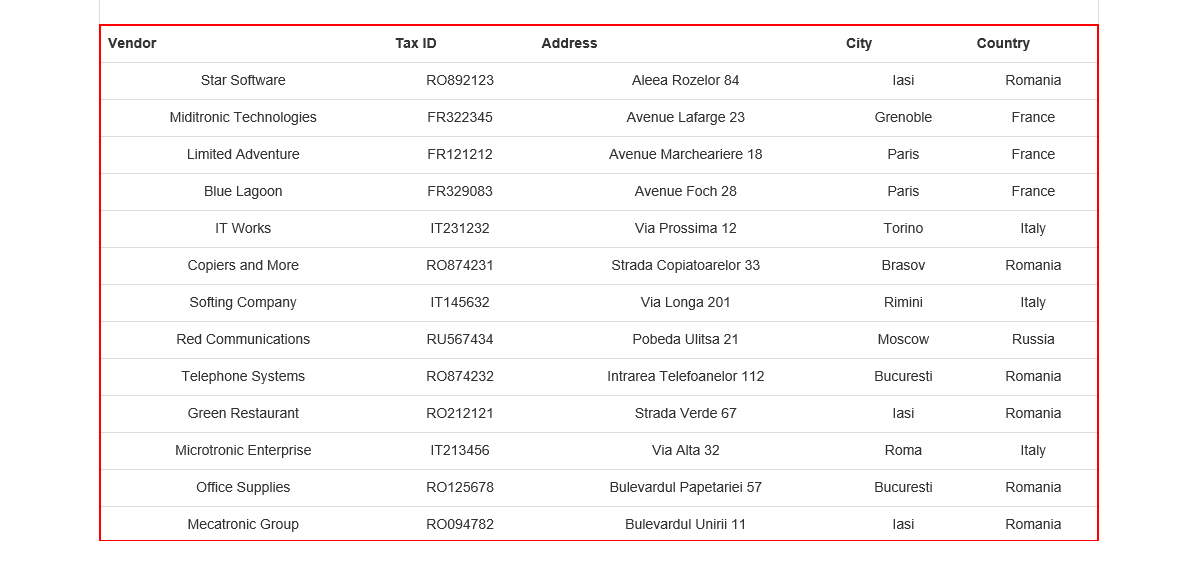 Vendor Tax ID Address City Country
Star Software RO892123 Aleea Rozelor 84 Iasi Romania
Miditronic Technologies FR322345 Avenue Lafarge 23 Grenoble France
Limited Adventure FR121212 Avenue Marcheariere 18 Paris France
Blue Lagoon FR329083 Avenue Foch 28 Paris France
IT Works IT231232 Via Prossima 12 Torino Italy
Copiers and More RO874231 Strada Copiatoarelor 33 Brasov Romania
Softing Company IT145632 Via Longa 201 Rimini Italy
Red Communications RU567434 Pobeda Ulitsa 21 Moscow Russia
Telephone Systems RO874232 Intrarea Telefoanelor 112 Bucuresti Romania
Green Restaurant RO212121 Strada Verde 67 Iasi Romania
Microtronic Enterprise IT213456 Via Alta 32 Roma Italy
Office Supplies RO125678 Bulevardul Papetariei 57 Bucuresti Romania
Mecatronic Group RO094782 Bulevardul Unirii 11 Iasi Romania